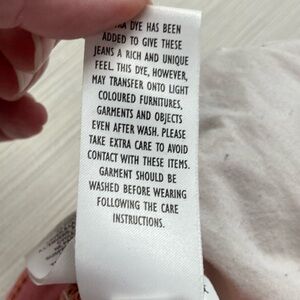 DYE HAS BEEN
ADDED TO GIVE THESE
JEANS A RICH AND UNIQUE
FEEL. THIS DYE, HOWEVER,
MAY TRANSFER ONTO LIGHT
COLOURED FURNITURES,
GARMENTS AND OBJECTS
EVEN AFTER WASH. PLEASE
TAKE EXTRA CARE TO AVOID
CONTACT WITH THESE ITEMS.
GARMENT SHOULD BE
WASHED BEFORE WEARING
FOLLOWING THE CARE
INSTRUCTIONS.